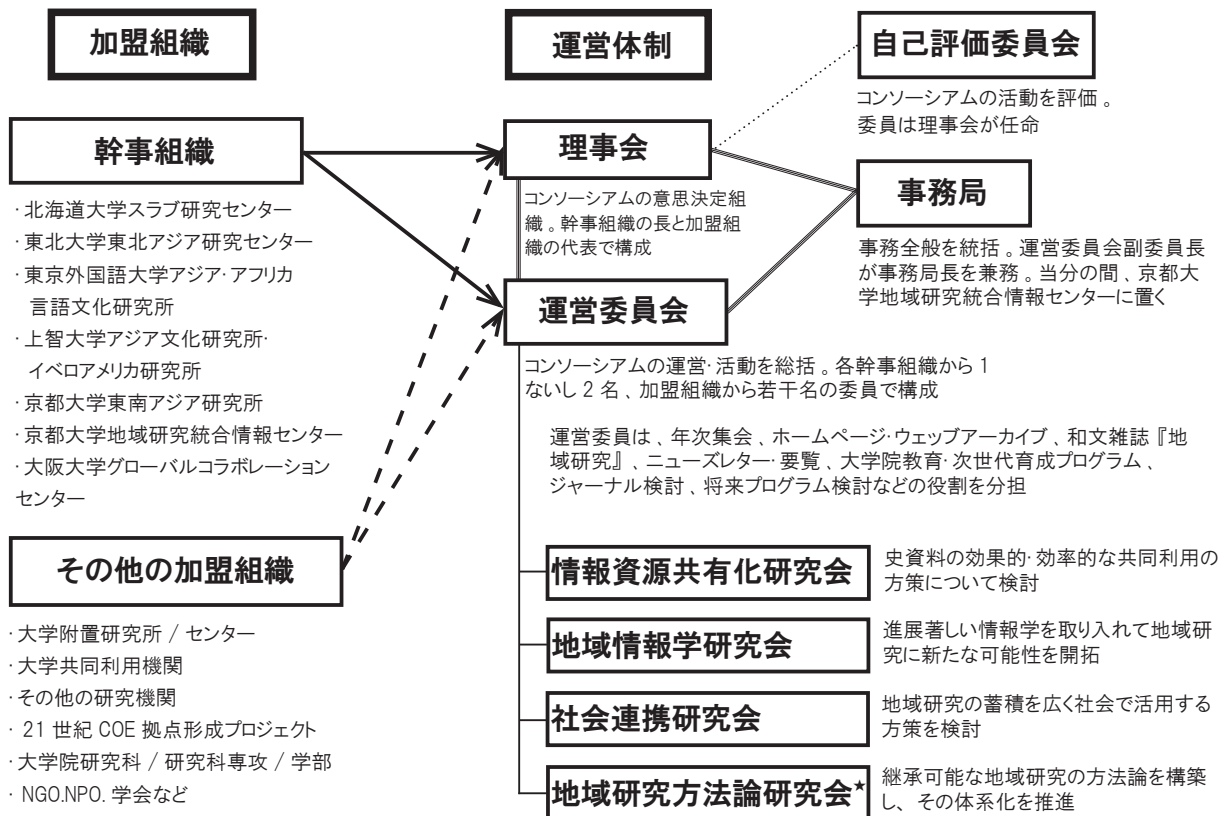 加盟組織
幹事組織
･北海道大学スラブ研究センター
･東北大学東北アジア研究センター
･東京外国語大学アジア･アフリカ
言語文化研究所
･上智大学アジア文化研究所･
イベロアメリカ研究所
･京都大学東南アジア研究所
･京都大学地域研究統合情報センター
･大阪大学グローバルコラボレーション
センター
その他の加盟組織
･大学附置研究所 / センター
･大学共同利用機関
･その他の研究機関
･ 21 世紀 COE 拠点形成プロジェクト
･大学院研究科 / 研究科専攻 / 学部
･ NGO.NPO. 学会など
運営体制
理事会
コンソーシアムの意思決定組
織 。幹事組織の長と加盟組
織の代表で構成
運営委員会
コンソーシアムの運営･活動を総括 。各幹事組織から 1
ないし 2 名 、加盟組織から若干名の委員で構成
運営委員は 、年次集会 、ホームページ･ウェッブアーカイブ 、和文雑誌『地
域研究』 、ニューズレター･要覧 、大学院教育･次世代育成プログラム 、
ジャーナル検討 、将来プログラム検討などの役割を分担
自己評価委員会
コンソーシアムの活動を評価 。
委員は理事会が任命
事務局
事務全般を統括 。運営委員会副委員長
が事務局長を兼務 。当分の間 、京都大
学地域研究統合情報センターに置く
情報資源共有化研究会
史資料の効果的･効率的な共同利用の
方策について検討
地域情報学研究会
進展著しい情報学を取り入れて地域研
究に新たな可能性を開拓
社会連携研究会
地域研究の蓄積を広く社会で活用する
方策を検討
地域研究方法論研究会★
継承可能な地域研究の方法論を構築
し、その体系化を推進